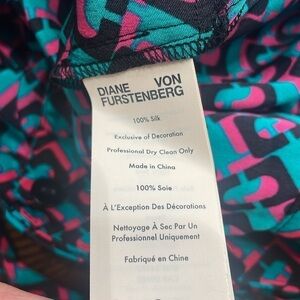 DIANE VON
FURSTENBERG
100% Silk
Exclusive of Decoration
Professional Dry Clean Only
Made in China
100% Soie
À L'Exception Des Décorations
Nettoyage À Sec Par Un
Professionnel Uniquement
Fabriqué en Chine